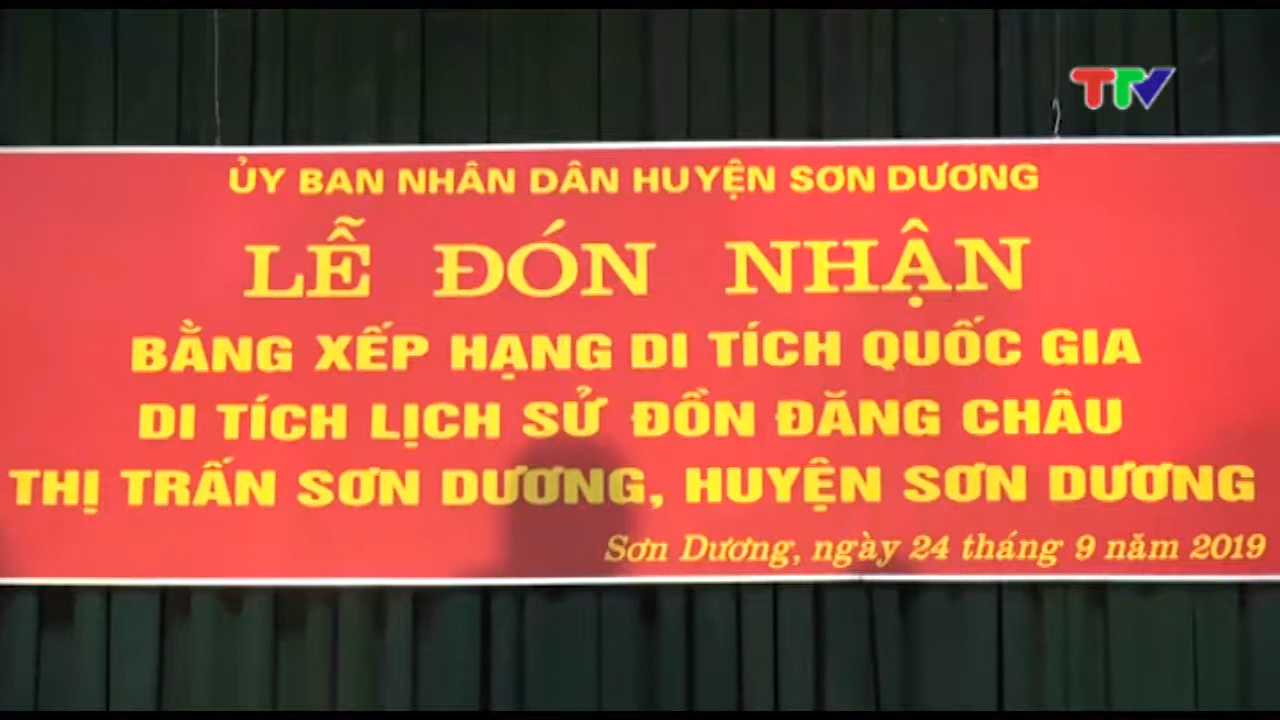 TTV
ỦY BAN NHÂN DÂN HUYỆN SƠN DƯƠNG
LỄ ĐÓN NHẬN
BẰNG XẾP HẠNG DI TÍCH QUỐC GIA
DI TÍCH LỊCH SỬ ĐỒN ĐĂNG CHÂU
THỊ TRẤN SƠN DƯƠNG, HUYỆN SƠN DƯƠNG
Sơn Dương, ngày 24 tháng 9 năm 2019